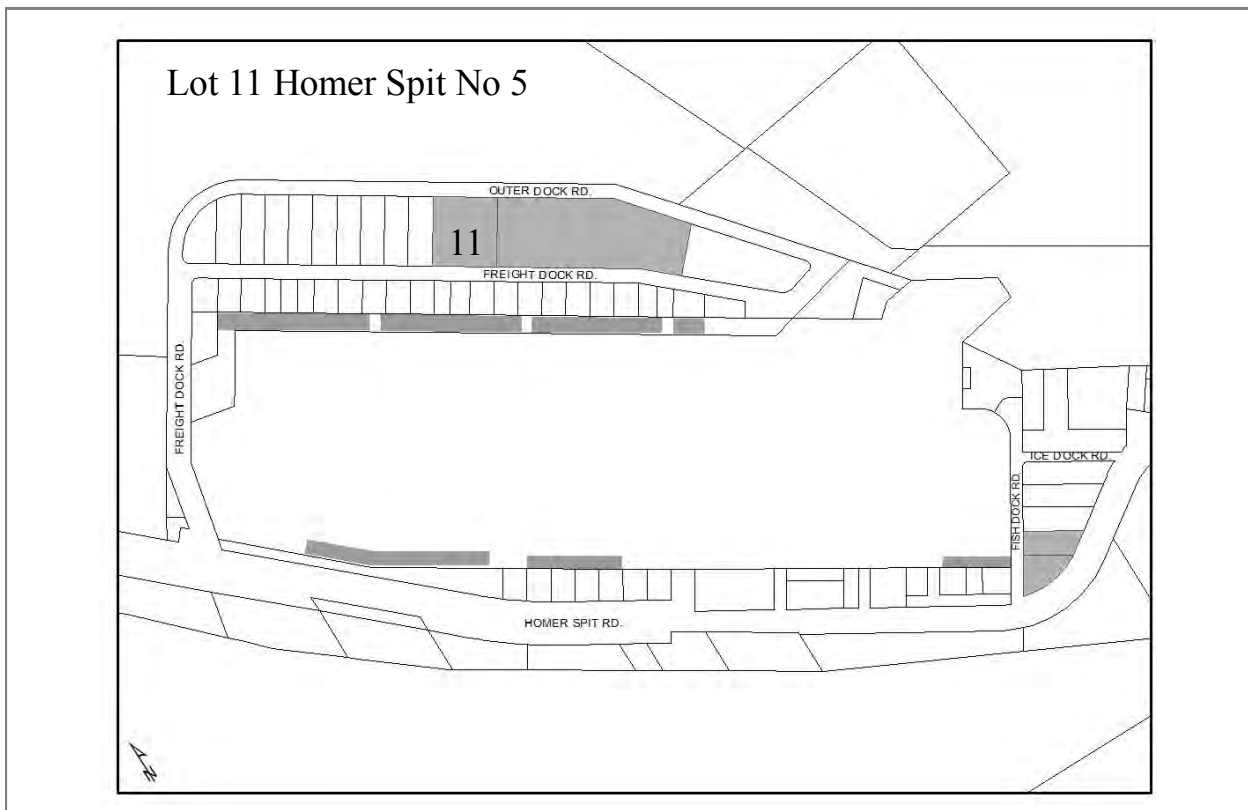 Lot 11 Homer Spit No 5
OUTER DOCK RD.
11
FREIGHT DOCK RD.
FREIGHT DOCK RD.
ICE DOCK RD.
FISH DOCK RD.
HOMER SPIT RD.
N